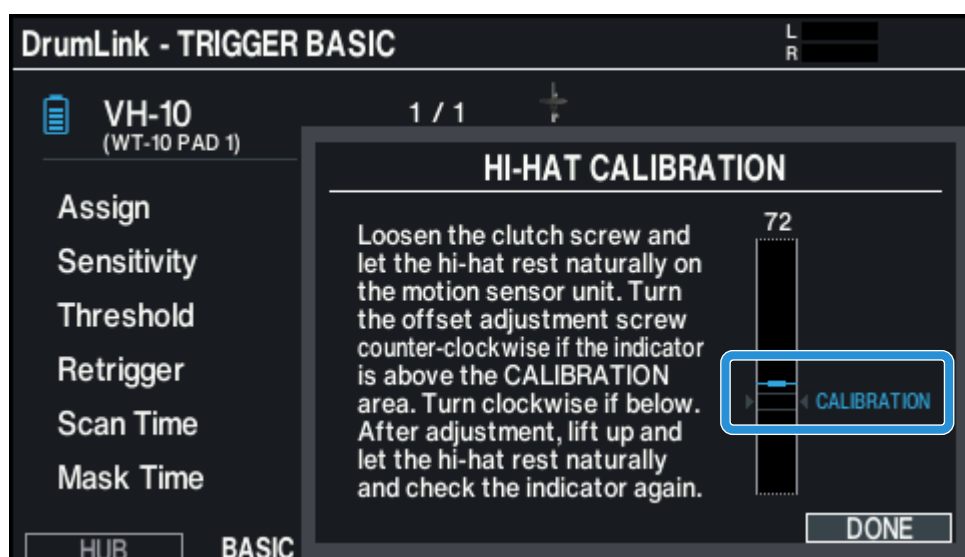 DrumLink - TRIGGER BASIC
L
R
VH-10
1 / 1
(WT-10 PAD 1)
HI-HAT CALIBRATION
Assign
Sensitivity
Threshold
Retrigger
Scan Time
Mask Time
Loosen the clutch screw and
let the hi-hat rest naturally on
the motion sensor unit. Turn
the offset adjustment screw
counter-clockwise if the indicator
is above the CALIBRATION
area. Turn clockwise if below.
After adjustment, lift up and
let the hi-hat rest naturally
and check the indicator again.
72
CALIBRATION
DONE
HUB
BASIC